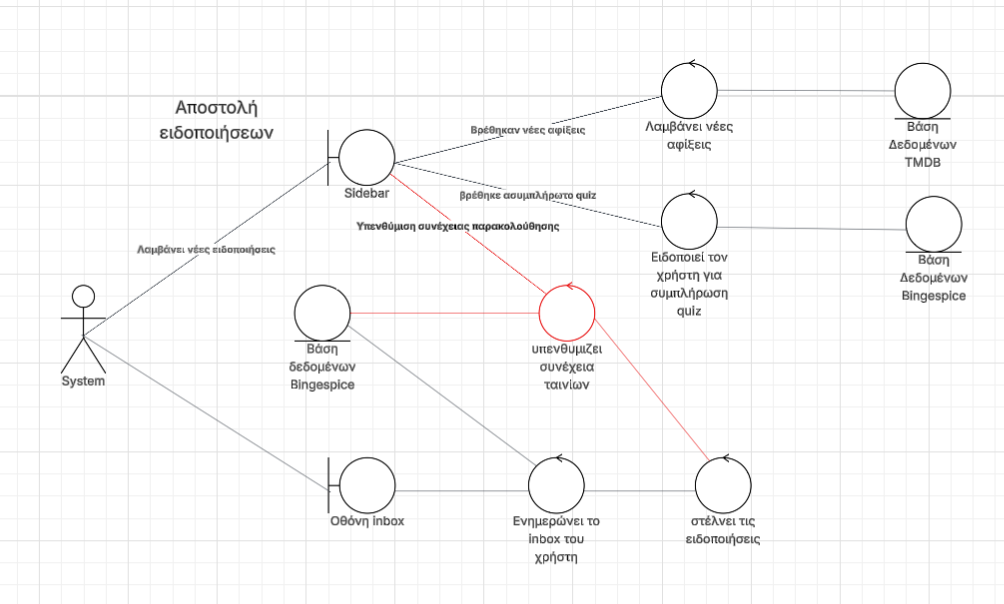 Αποστολή
ειδοποιήσεων
Βρέθηκαν νέες αφίξεις
Λαμβάνει νέες
αφίξεις
Βάση
Δεδομένων
TMDB
Sidebar
βρέθηκε ασυμπλήρωτο quiz
Υπενθύμιση συνέχειας παρακολούθησης
Λαμβάνει νέες ειδοποιήσεις
Ειδοποιεί τον
χρήστη για
συμπλήρωση
quiz
Βάση
Δεδομένων
Bingespice
System
Βάση
δεδομένων
Bingespice
υπενθυμιζει
συνέχεια
ταινίων
Οθόνη inbox
Ενημερώνει το
inbox του
χρήστη
στέλνει τις
ειδοποιήσεις